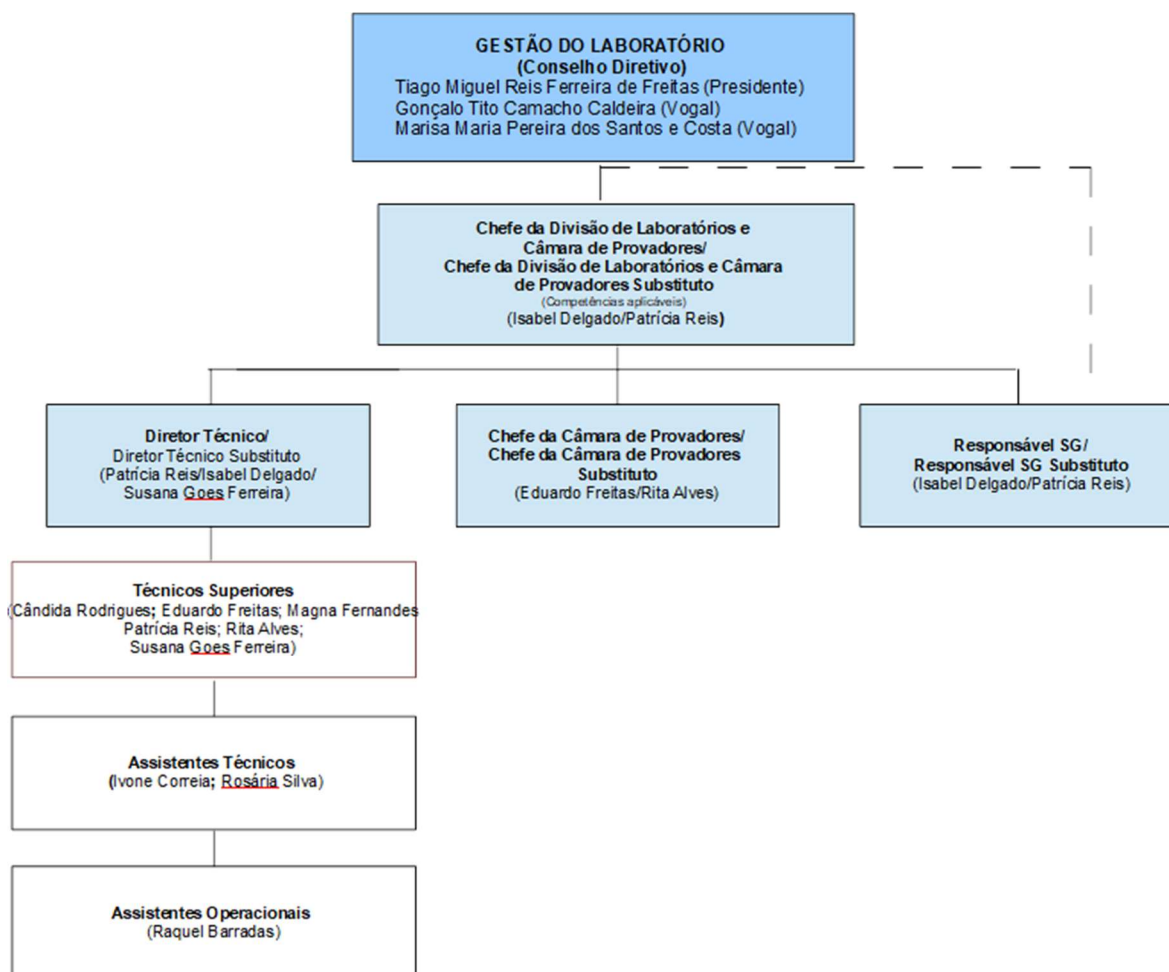 GESTÃO DO LABORATÓRIO
(Conselho Diretivo)
Tiago Miguel Reis Ferreira de Freitas (Presidente)
Gonçalo Tito Camacho Caldeira (Vogal)
Marisa Maria Pereira dos Santos e Costa (Vogal)
Chefe da Divisão de Laboratórios e
Câmara de Provadores/
Chefe da Divisão de Laboratórios e Câmara
de Provadores Substituto
(Competências aplicáveis)
(Isabel Delgado/Patrícia Reis)
Diretor Técnico/
Diretor Técnico Substituto
(Patrícia Reis/Isabel Delgado/
Susana Goes Ferreira)
Chefe da Câmara de Provadores/
Chefe da Câmara de Provadores
Substituto
(Eduardo Freitas/Rita Alves)
Responsável SG/
Responsável SG Substituto
(Isabel Delgado/Patrícia Reis)
Técnicos Superiores
(Cândida Rodrigues; Eduardo Freitas; Magna Fernandes
Patrícia Reis; Rita Alves;
Susana Goes Ferreira)
Assistentes Técnicos
(Ivone Correia; Rosária Silva)
Assistentes Operacionais
(Raquel Barradas)